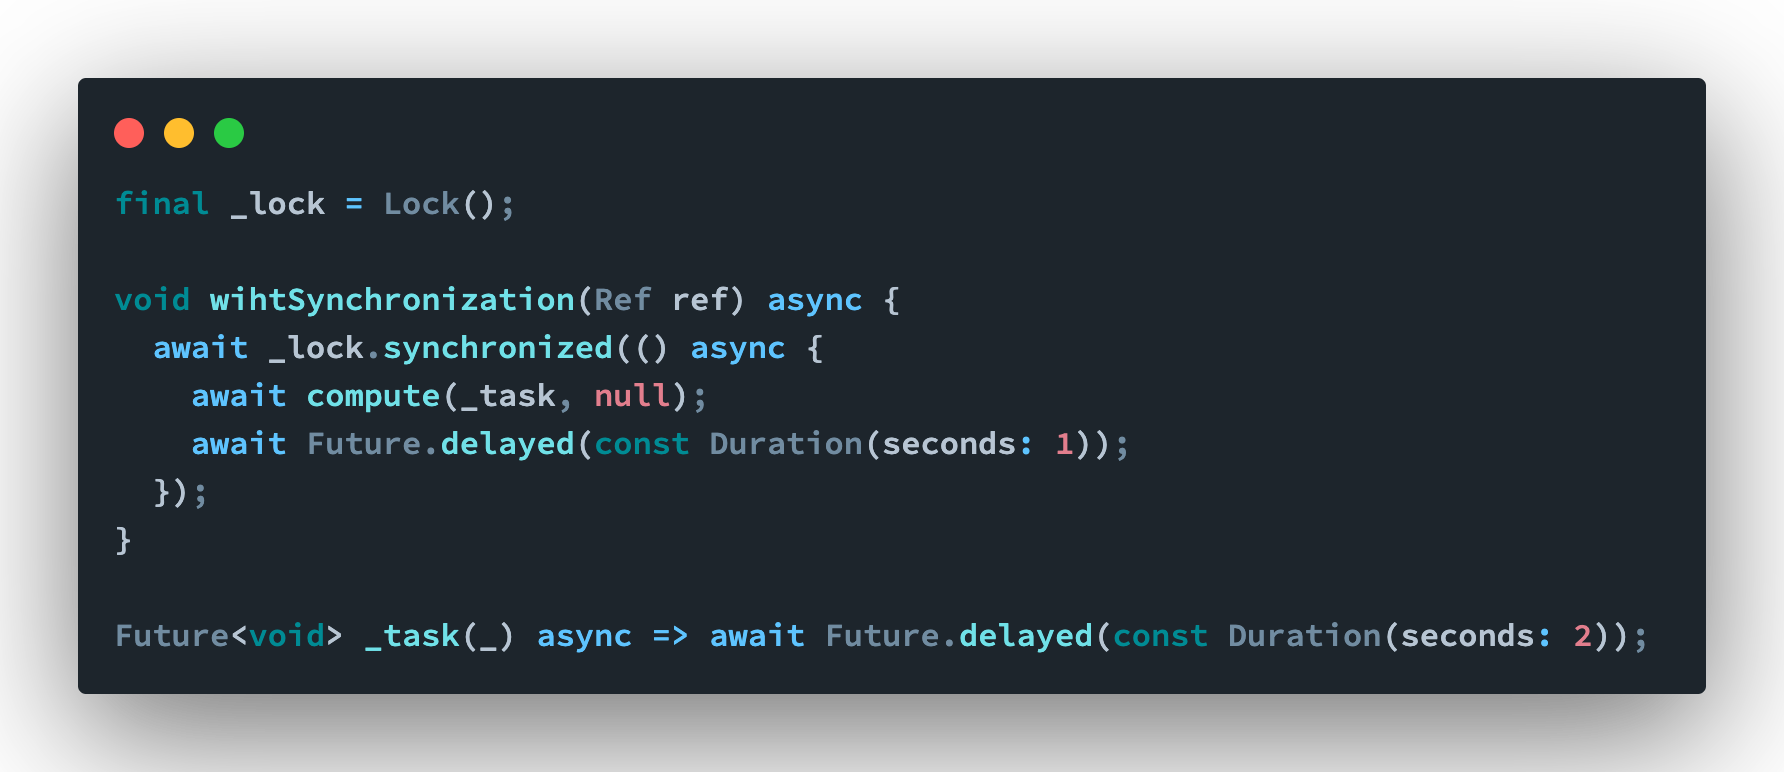 final _lock = Lock();
void wihtSynchronization(Ref ref) async {
  await _lock.synchronized(() async {
    await compute(_task, null);
    await Future.delayed(const Duration(seconds: 1));
  });
}
Future<void> _task(_) async => await Future.delayed(const Duration(seconds: 2));